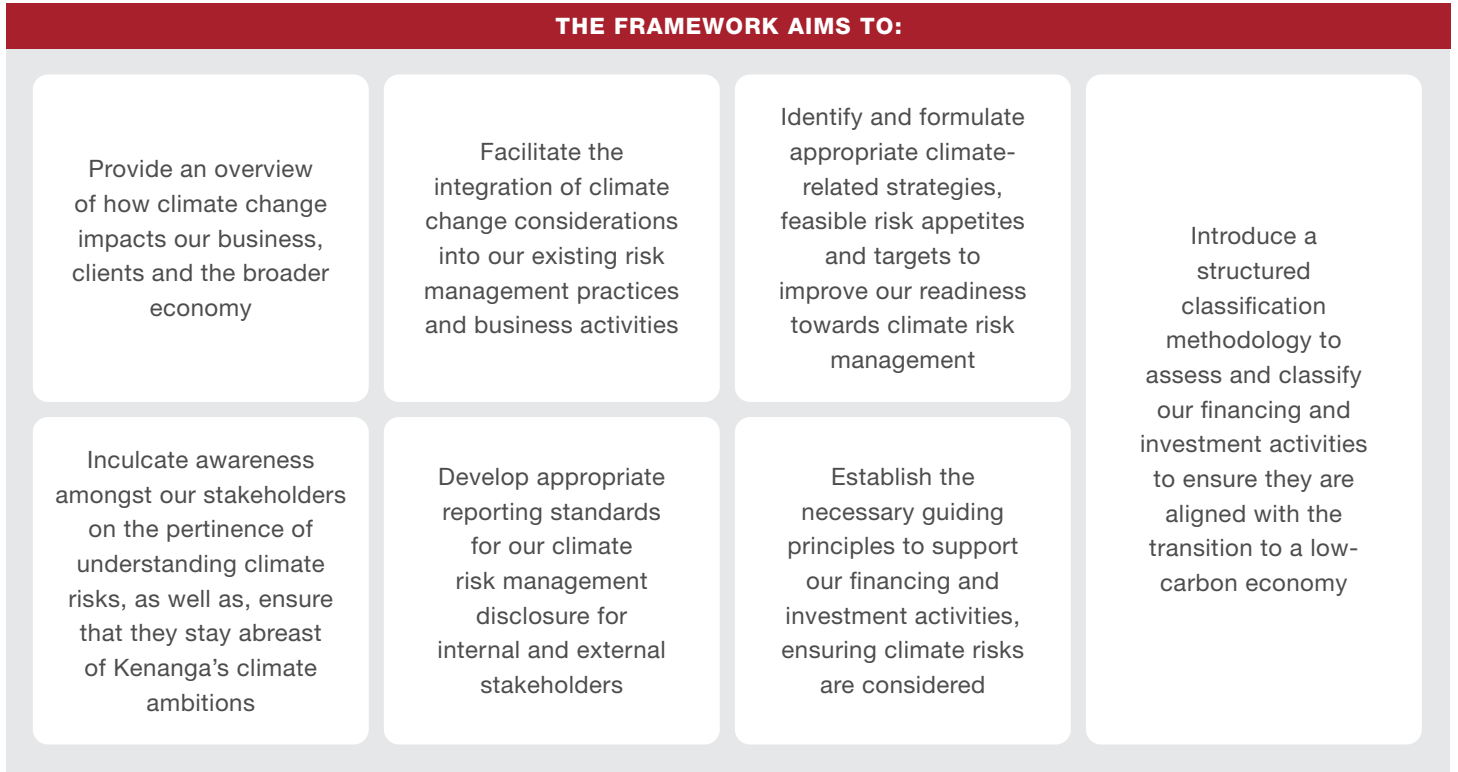 THE FRAMEWORK AIMS TO:
Provide an overview
of how climate change
impacts our business,
clients and the broader
economy
Facilitate the
integration of climate
change considerations
into our existing risk
management practices
and business activities
Identify and formulate
appropriate climate-
related strategies,
feasible risk appetites
and targets to
improve our readiness
towards climate risk
management
Introduce a
structured
classification
methodology to
assess and classify
our financing and
investment activities
to ensure they are
aligned with the
transition to a low-
carbon economy
Inculcate awareness
amongst our stakeholders
on the pertinence of
understanding climate
risks, as well as, ensure
that they stay abreast
of Kenanga’s climate
ambitions
Develop appropriate
reporting standards
for our climate
risk management
disclosure for
internal and external
stakeholders
Establish the
necessary guiding
principles to support
our financing and
investment activities,
ensuring climate risks
are considered